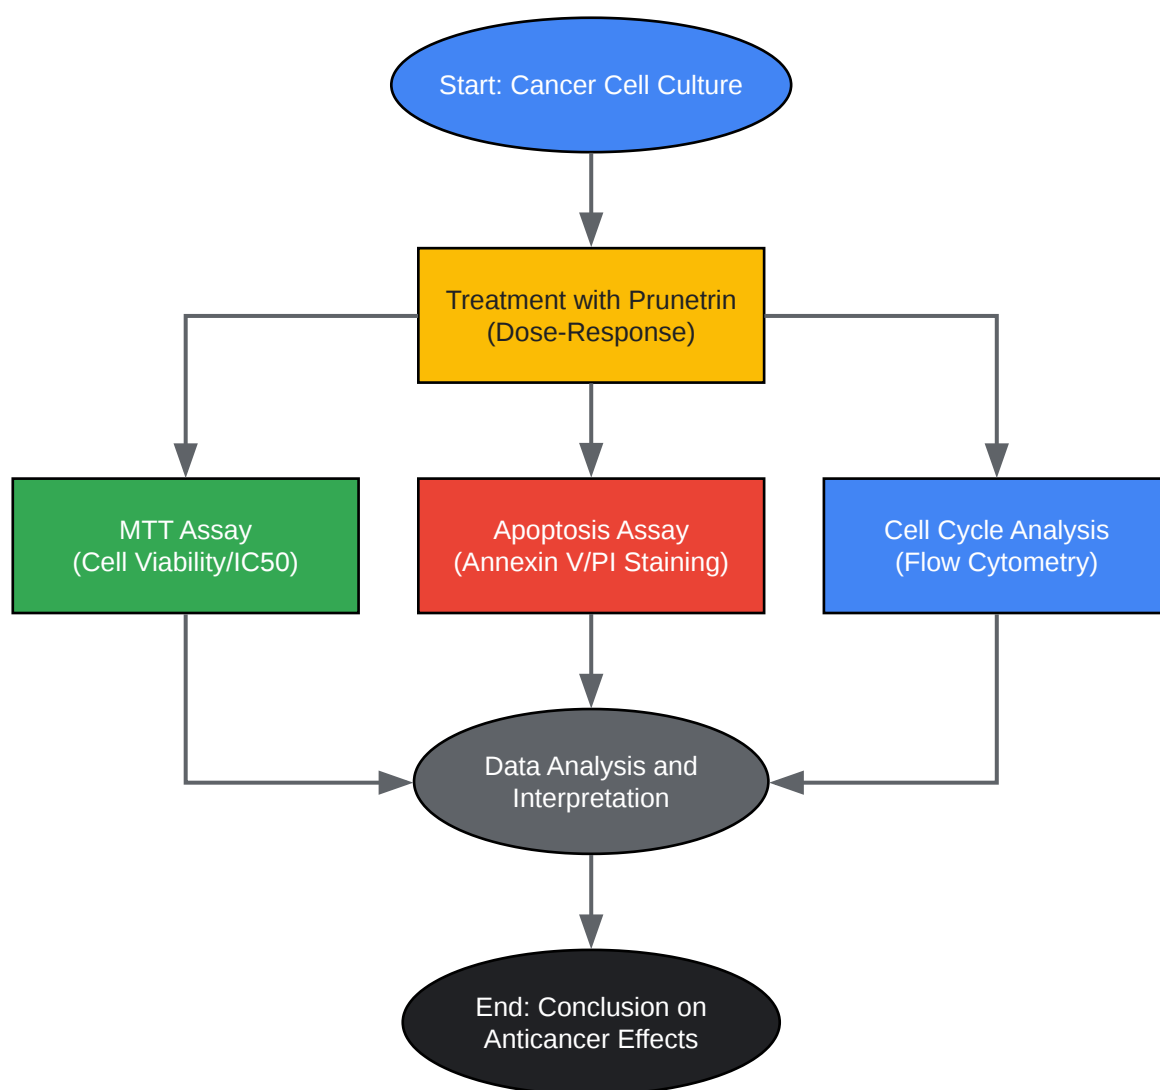 Start: Cancer Cell Culture
Treatment with Prunetrin
(Dose-Response)
MTT Assay
(Cell Viability/IC50)
Apoptosis Assay
(Annexin V/PI Staining)
Cell Cycle Analysis
(Flow Cytometry)
Data Analysis and
Interpretation
End: Conclusion on
Anticancer Effects